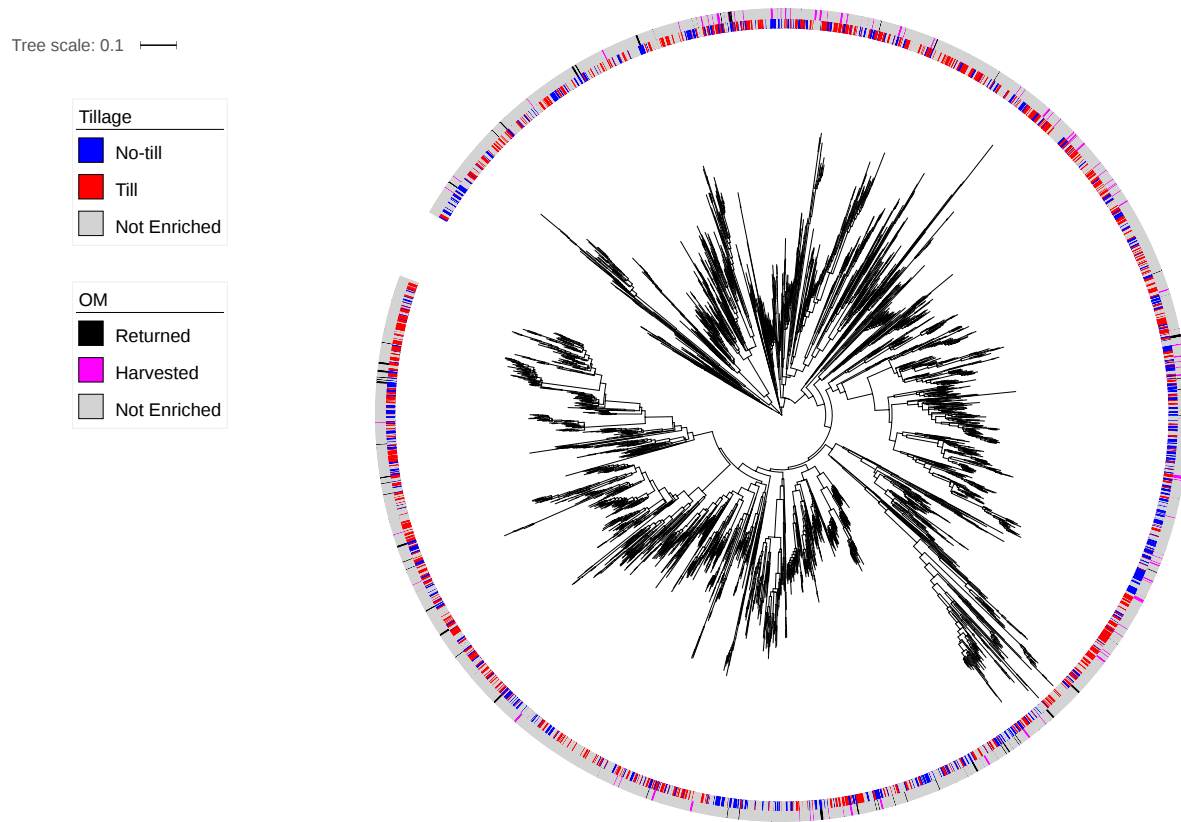 Tree scale: 0.1
Tillage
No-till
Till
Not Enriched
OM
Returned
Harvested
Not Enriched